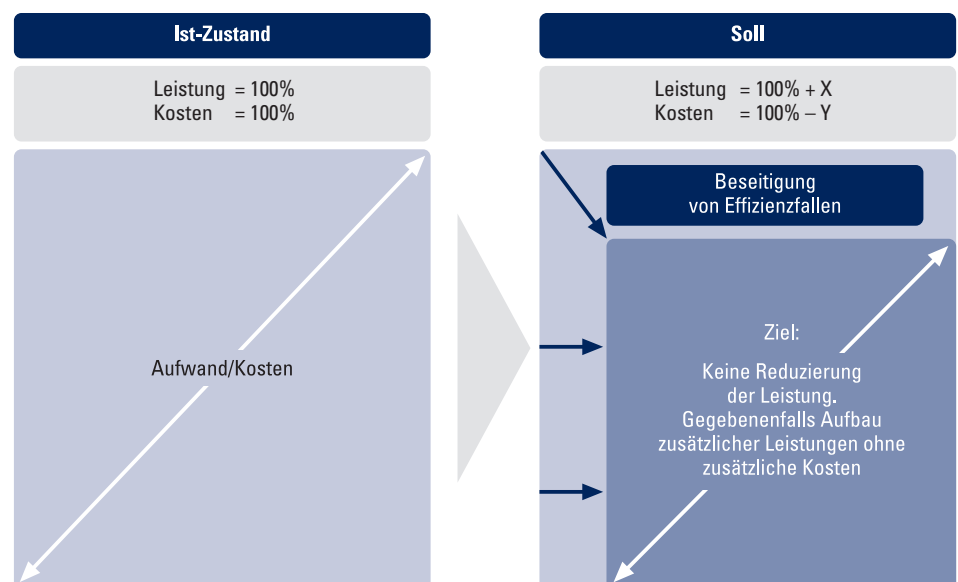 Ist-Zustand
Leistung = 100%
Kosten = 100%
Aufwand/Kosten
Soll
Leistung = 100% + X
Kosten = 100% – Y
Beseitigung
von Effizienzfallen
Ziel:
Keine Reduzierung
der Leistung.
Gegebenenfalls Aufbau
zusätzlicher Leistungen ohne
zusätzliche Kosten